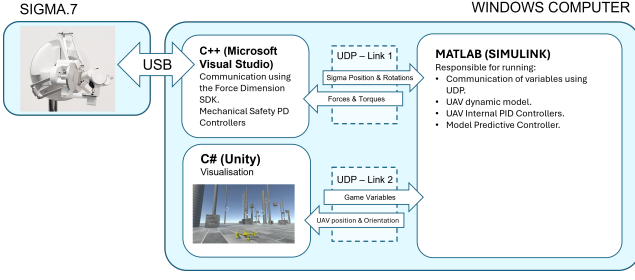 SIGMA.7
WINDOWS COMPUTER
USB
C++ (Microsoft
Visual Studio)
Communication using
the Force Dimension
SDK.
Mechanical Safety PD
Controllers
UDP – Link 1
Sigma Position & Rotations
Forces & Torques
MATLAB (SIMULINK)
Responsible for running:
• Communication of variables using
UDP.
• UAV dynamic model.
• UAV Internal PID Controllers.
• Model Predictive Controller.
C# (Unity)
Visualisation
UDP – Link 2
Game Variables
UAV position & Orientation